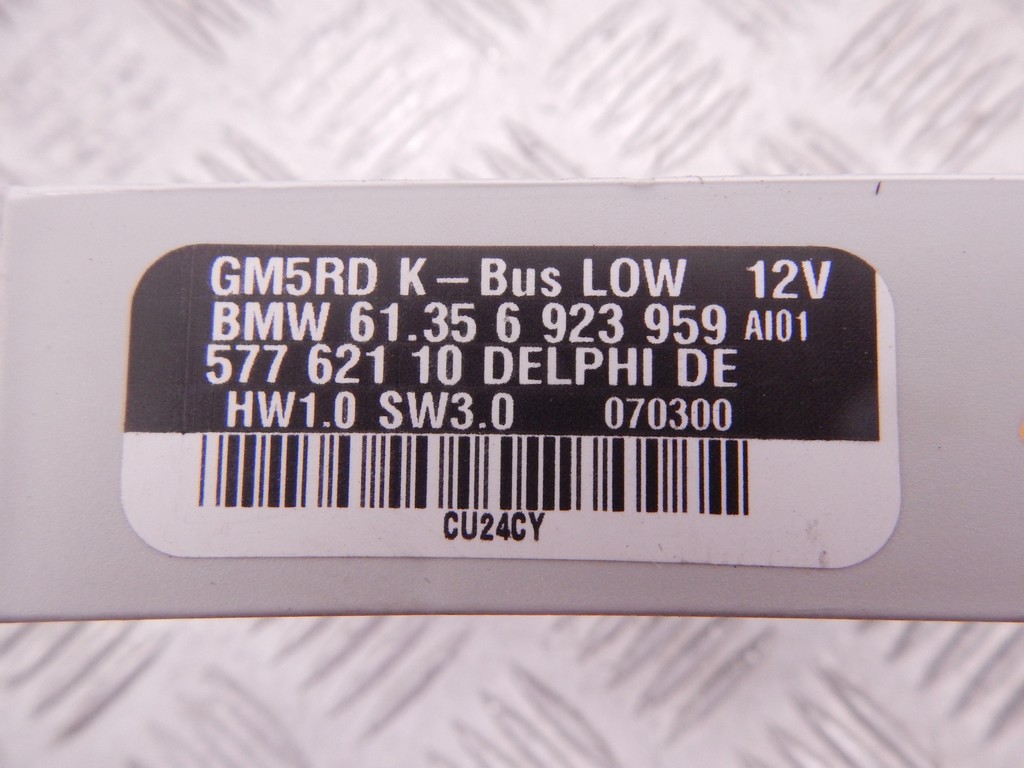 GM5RD K-Bus LOW 12V
BMW 61.35 6 923 959 AI01
577 621 10 DELPHI DE
HW1.0 SW3.0 070300
CU24CY